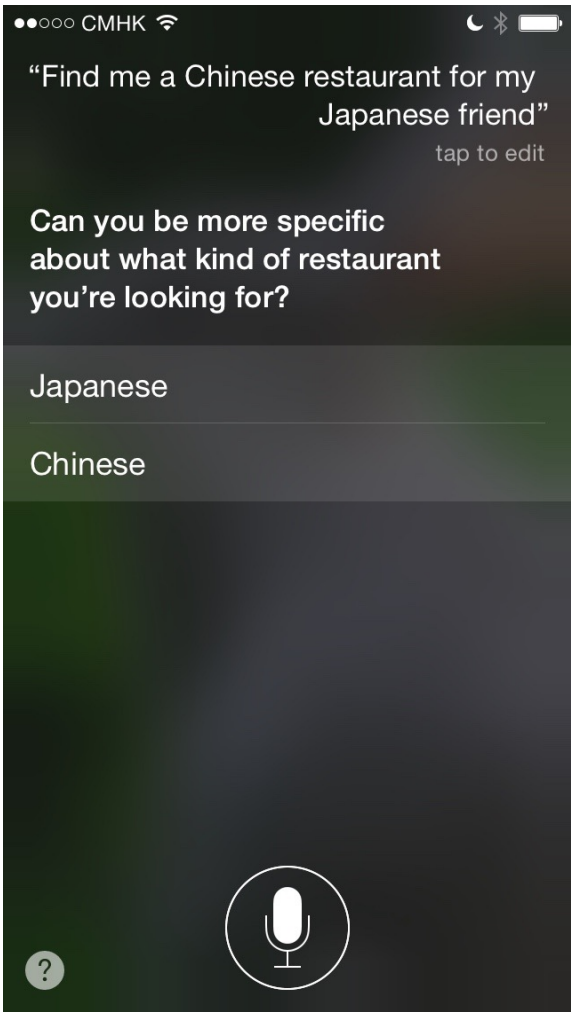 CMHK
“Find me a Chinese restaurant for my
Japanese friend”
tap to edit
Can you be more specific
about what kind of restaurant
you’re looking for?
Japanese
Chinese
?